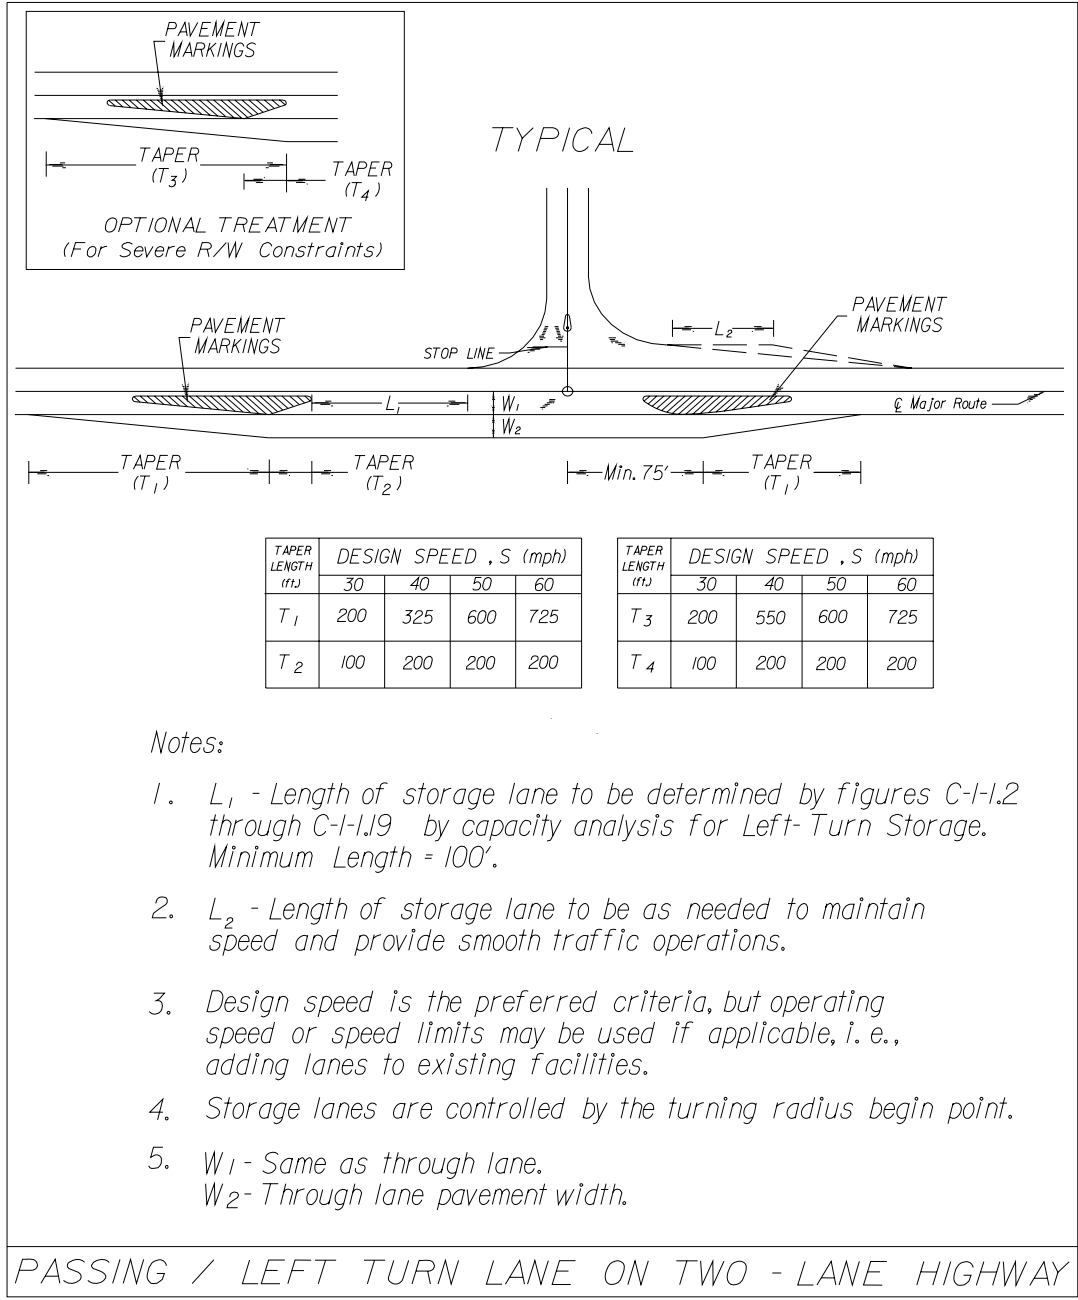 PAVEMENT
MARKINGS
TAPER
(T3)
TAPER
(T4)
OPTIONAL TREATMENT
(For Severe R/W Constraints)
TYPICAL
PAVEMENT
MARKINGS
STOP LINE
L2
PAVEMENT
MARKINGS
L1
W1
W2
℄ Major Route
TAPER
(T1)
TAPER
(T2)
Min. 75'
TAPER
(T1)
TAPER LENGTH (ft.) DESIGN SPEED , S (mph)
30 40 50 60
T1 200 325 600 725
T2 100 200 200 200
TAPER LENGTH (ft.) DESIGN SPEED , S (mph)
30 40 50 60
T3 200 550 600 725
T4 100 200 200 200
Notes:
1. L1 - Length of storage lane to be determined by figures C-1-1.2
through C-1-1.19 by capacity analysis for Left-Turn Storage.
Minimum Length = 100'.
2. L2 - Length of storage lane to be as needed to maintain
speed and provide smooth traffic operations.
3. Design speed is the preferred criteria, but operating
speed or speed limits may be used if applicable, i.e.,
adding lanes to existing facilities.
4. Storage lanes are controlled by the turning radius begin point.
5. W1 - Same as through lane.
W2 - Through lane pavement width.
PASSING / LEFT TURN LANE ON TWO - LANE HIGHWAY